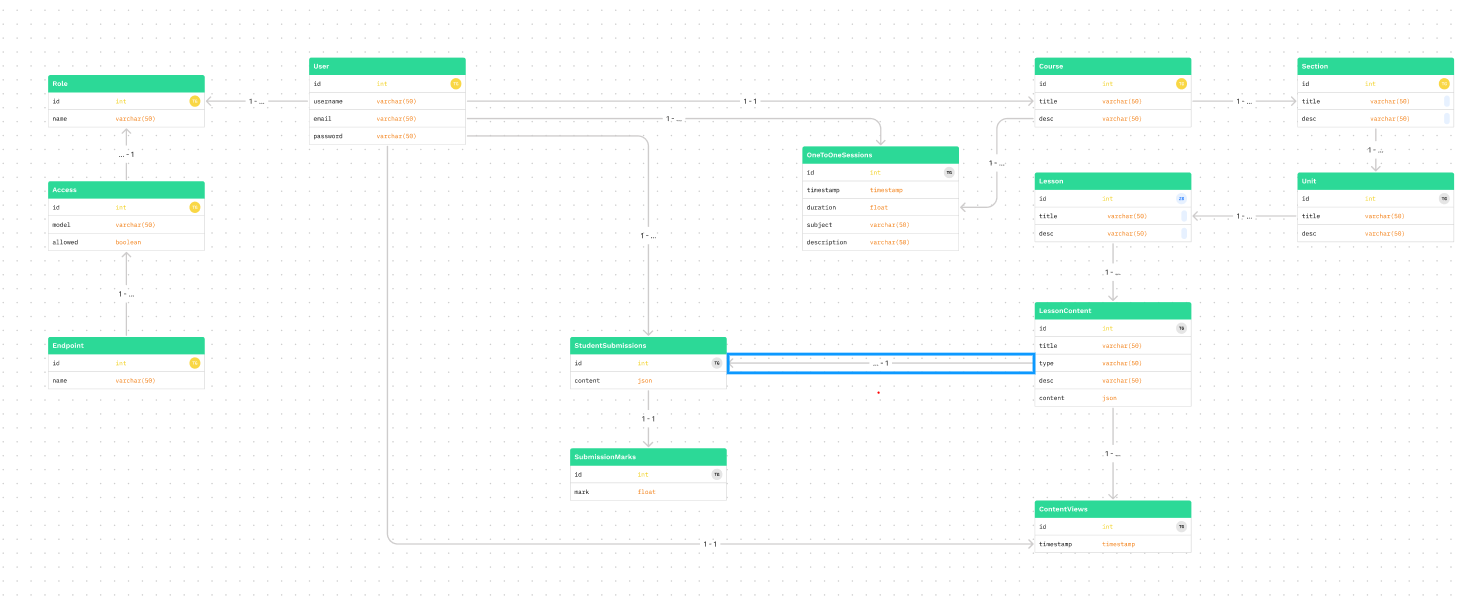 Role
id int TG
name varchar(50)
1 - ...
User
id int TG
username varchar(50)
email varchar(50)
password varchar(50)
1 - 1
1 - ...
Course
id int TG
title varchar(50)
desc varchar(50)
1 - ...
Section
id int TG
title varchar(50)
desc varchar(50)
... - 1
1 - ...
1 - ...
Access
id int TG
model varchar(50)
allowed boolean
OneToOneSessions
id int TG
timestamp timestamp
duration float
subject varchar(50)
description varchar(50)
Lesson
id int
title varchar(50)
desc varchar(50)
1 - ...
Unit
id int TG
title varchar(50)
desc varchar(50)
1 - ...
1 - ...
1 - ...
Endpoint
id int TG
name varchar(50)
StudentSubmissions
id int TG
content json
... - 1
LessonContent
id int TG
title varchar(50)
type varchar(50)
desc varchar(50)
content json
1 - 1
1 - ...
SubmissionMarks
id int TG
mark float
ContentViews
id int TG
timestamp timestamp
1 - 1